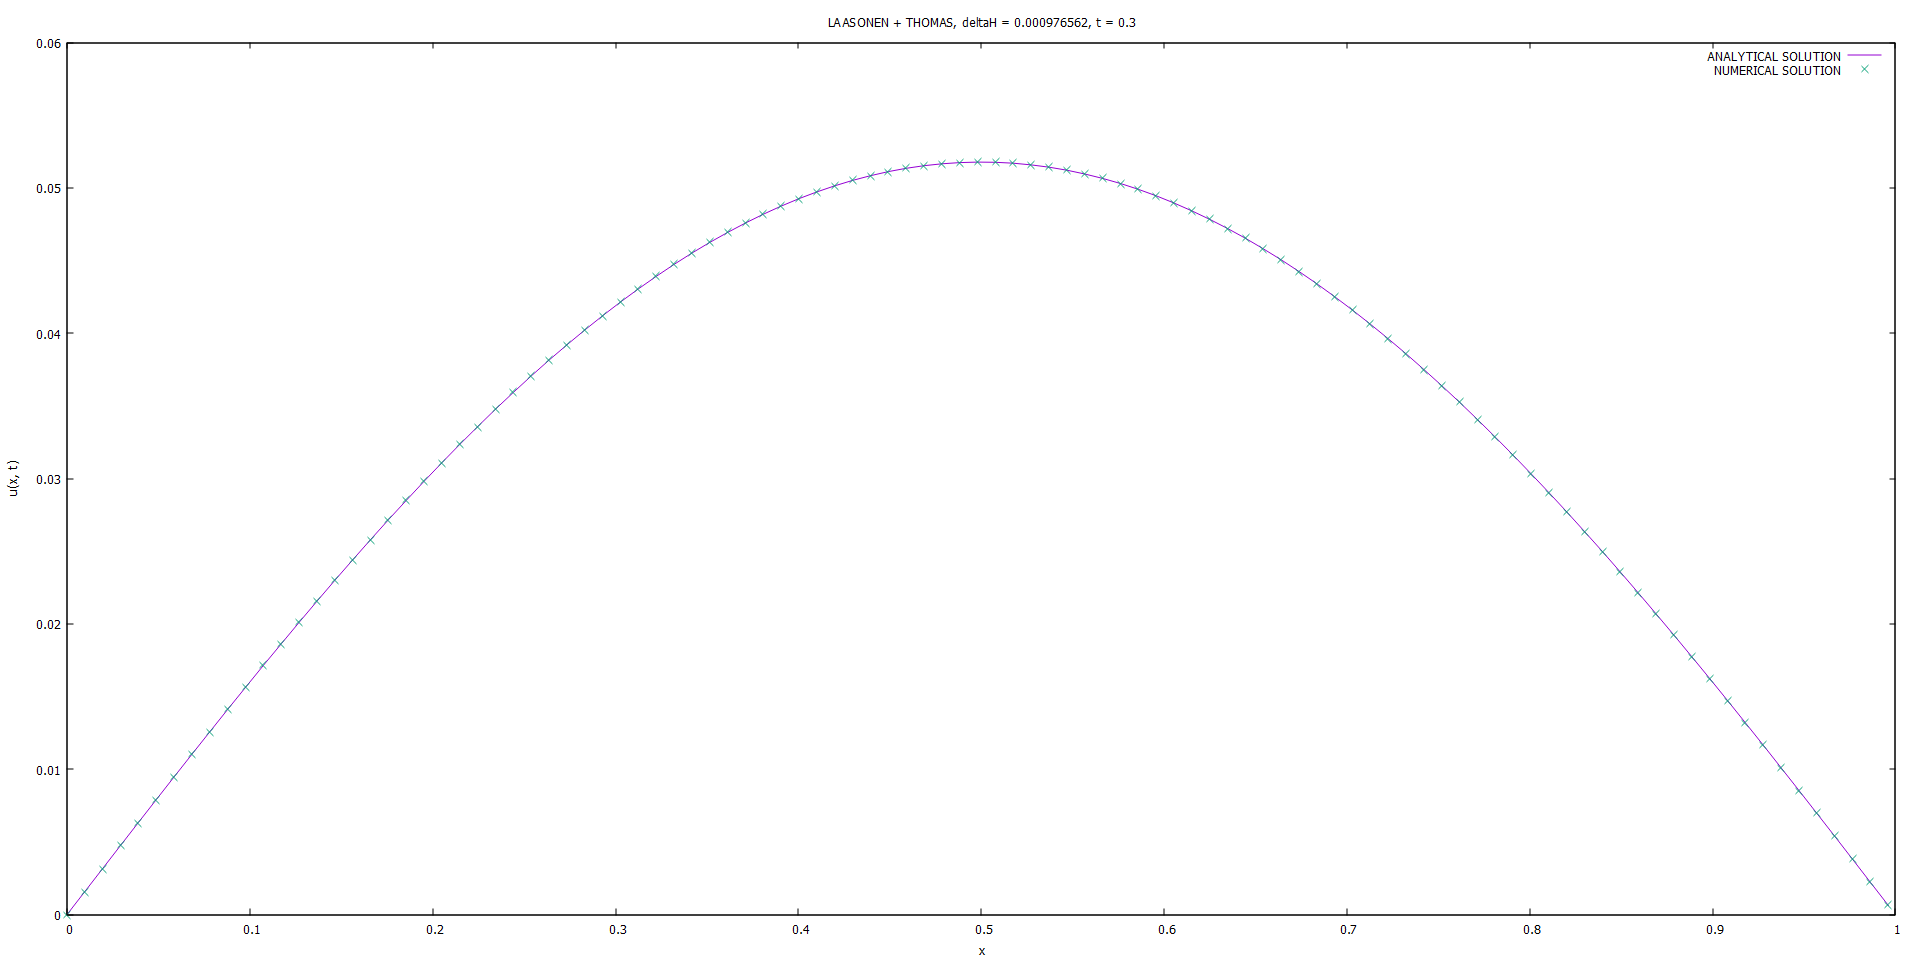 LAASONEN + THOMAS, deltaH = 0.000976562, t = 0.3
ANALYTICAL SOLUTION
NUMERICAL SOLUTION
0.06
0.05
0.04
0.03
0.02
0.01
0
u(x, t)
0 0.1 0.2 0.3 0.4 0.5 0.6 0.7 0.8 0.9 1
x